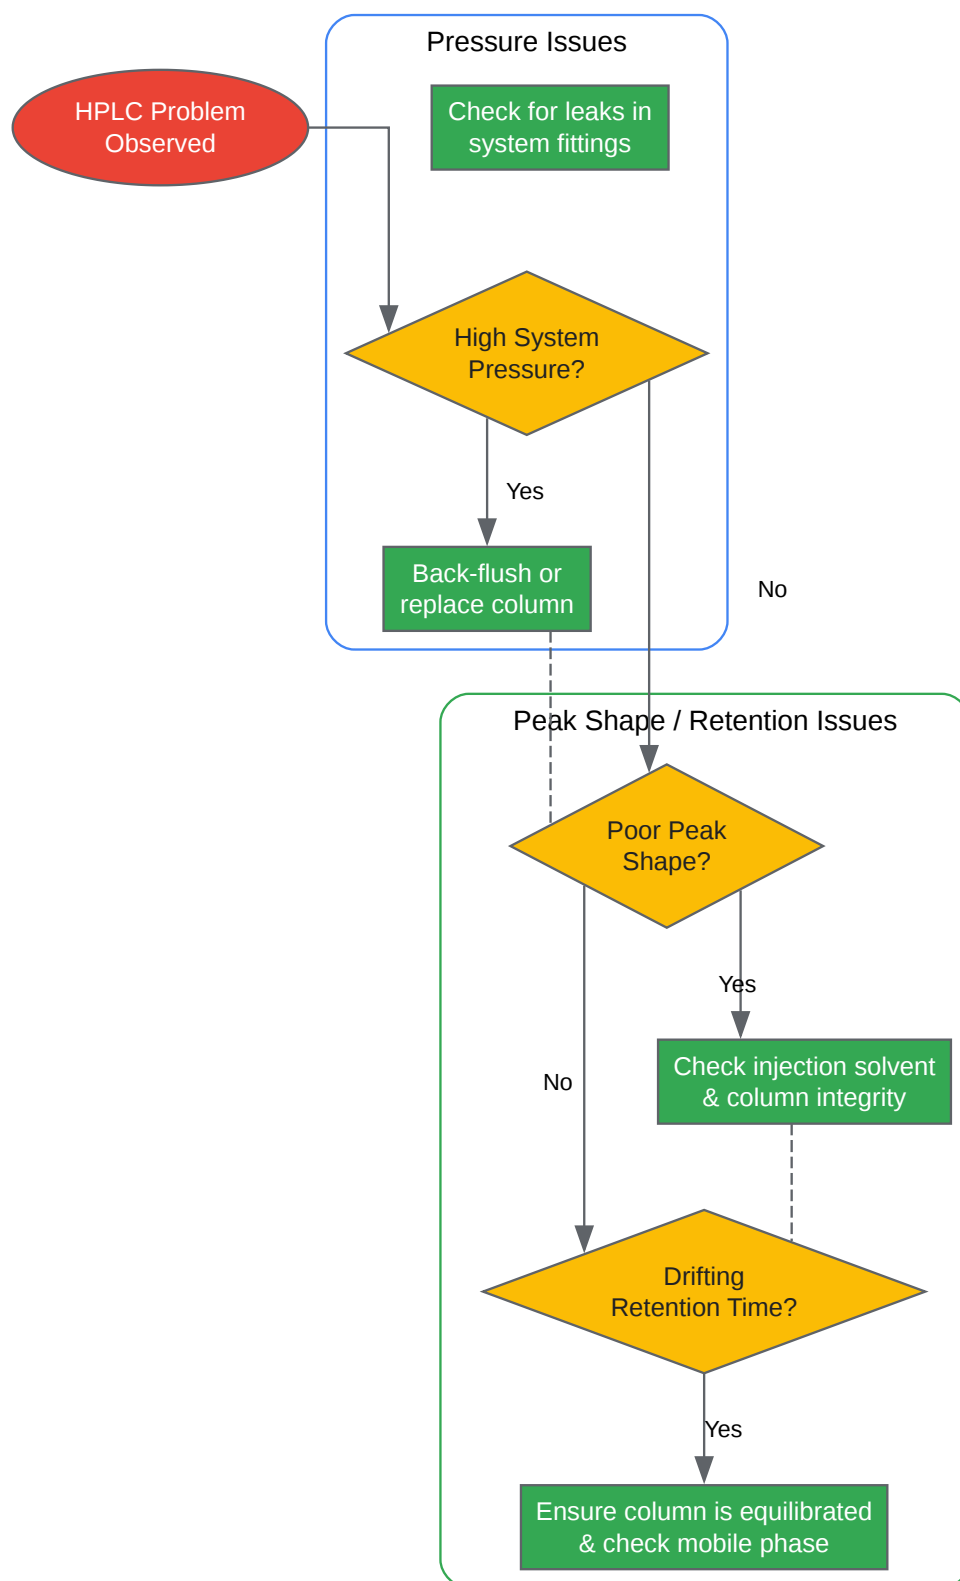 Pressure Issues
HPLC Problem
Observed
Check for leaks in
system fittings
High System
Pressure?
Yes
Back-flush or
replace column
No
Peak Shape / Retention Issues
Poor Peak
Shape?
Yes
Check injection solvent
& column integrity
No
Drifting
Retention Time?
Yes
Ensure column is equilibrated
& check mobile phase